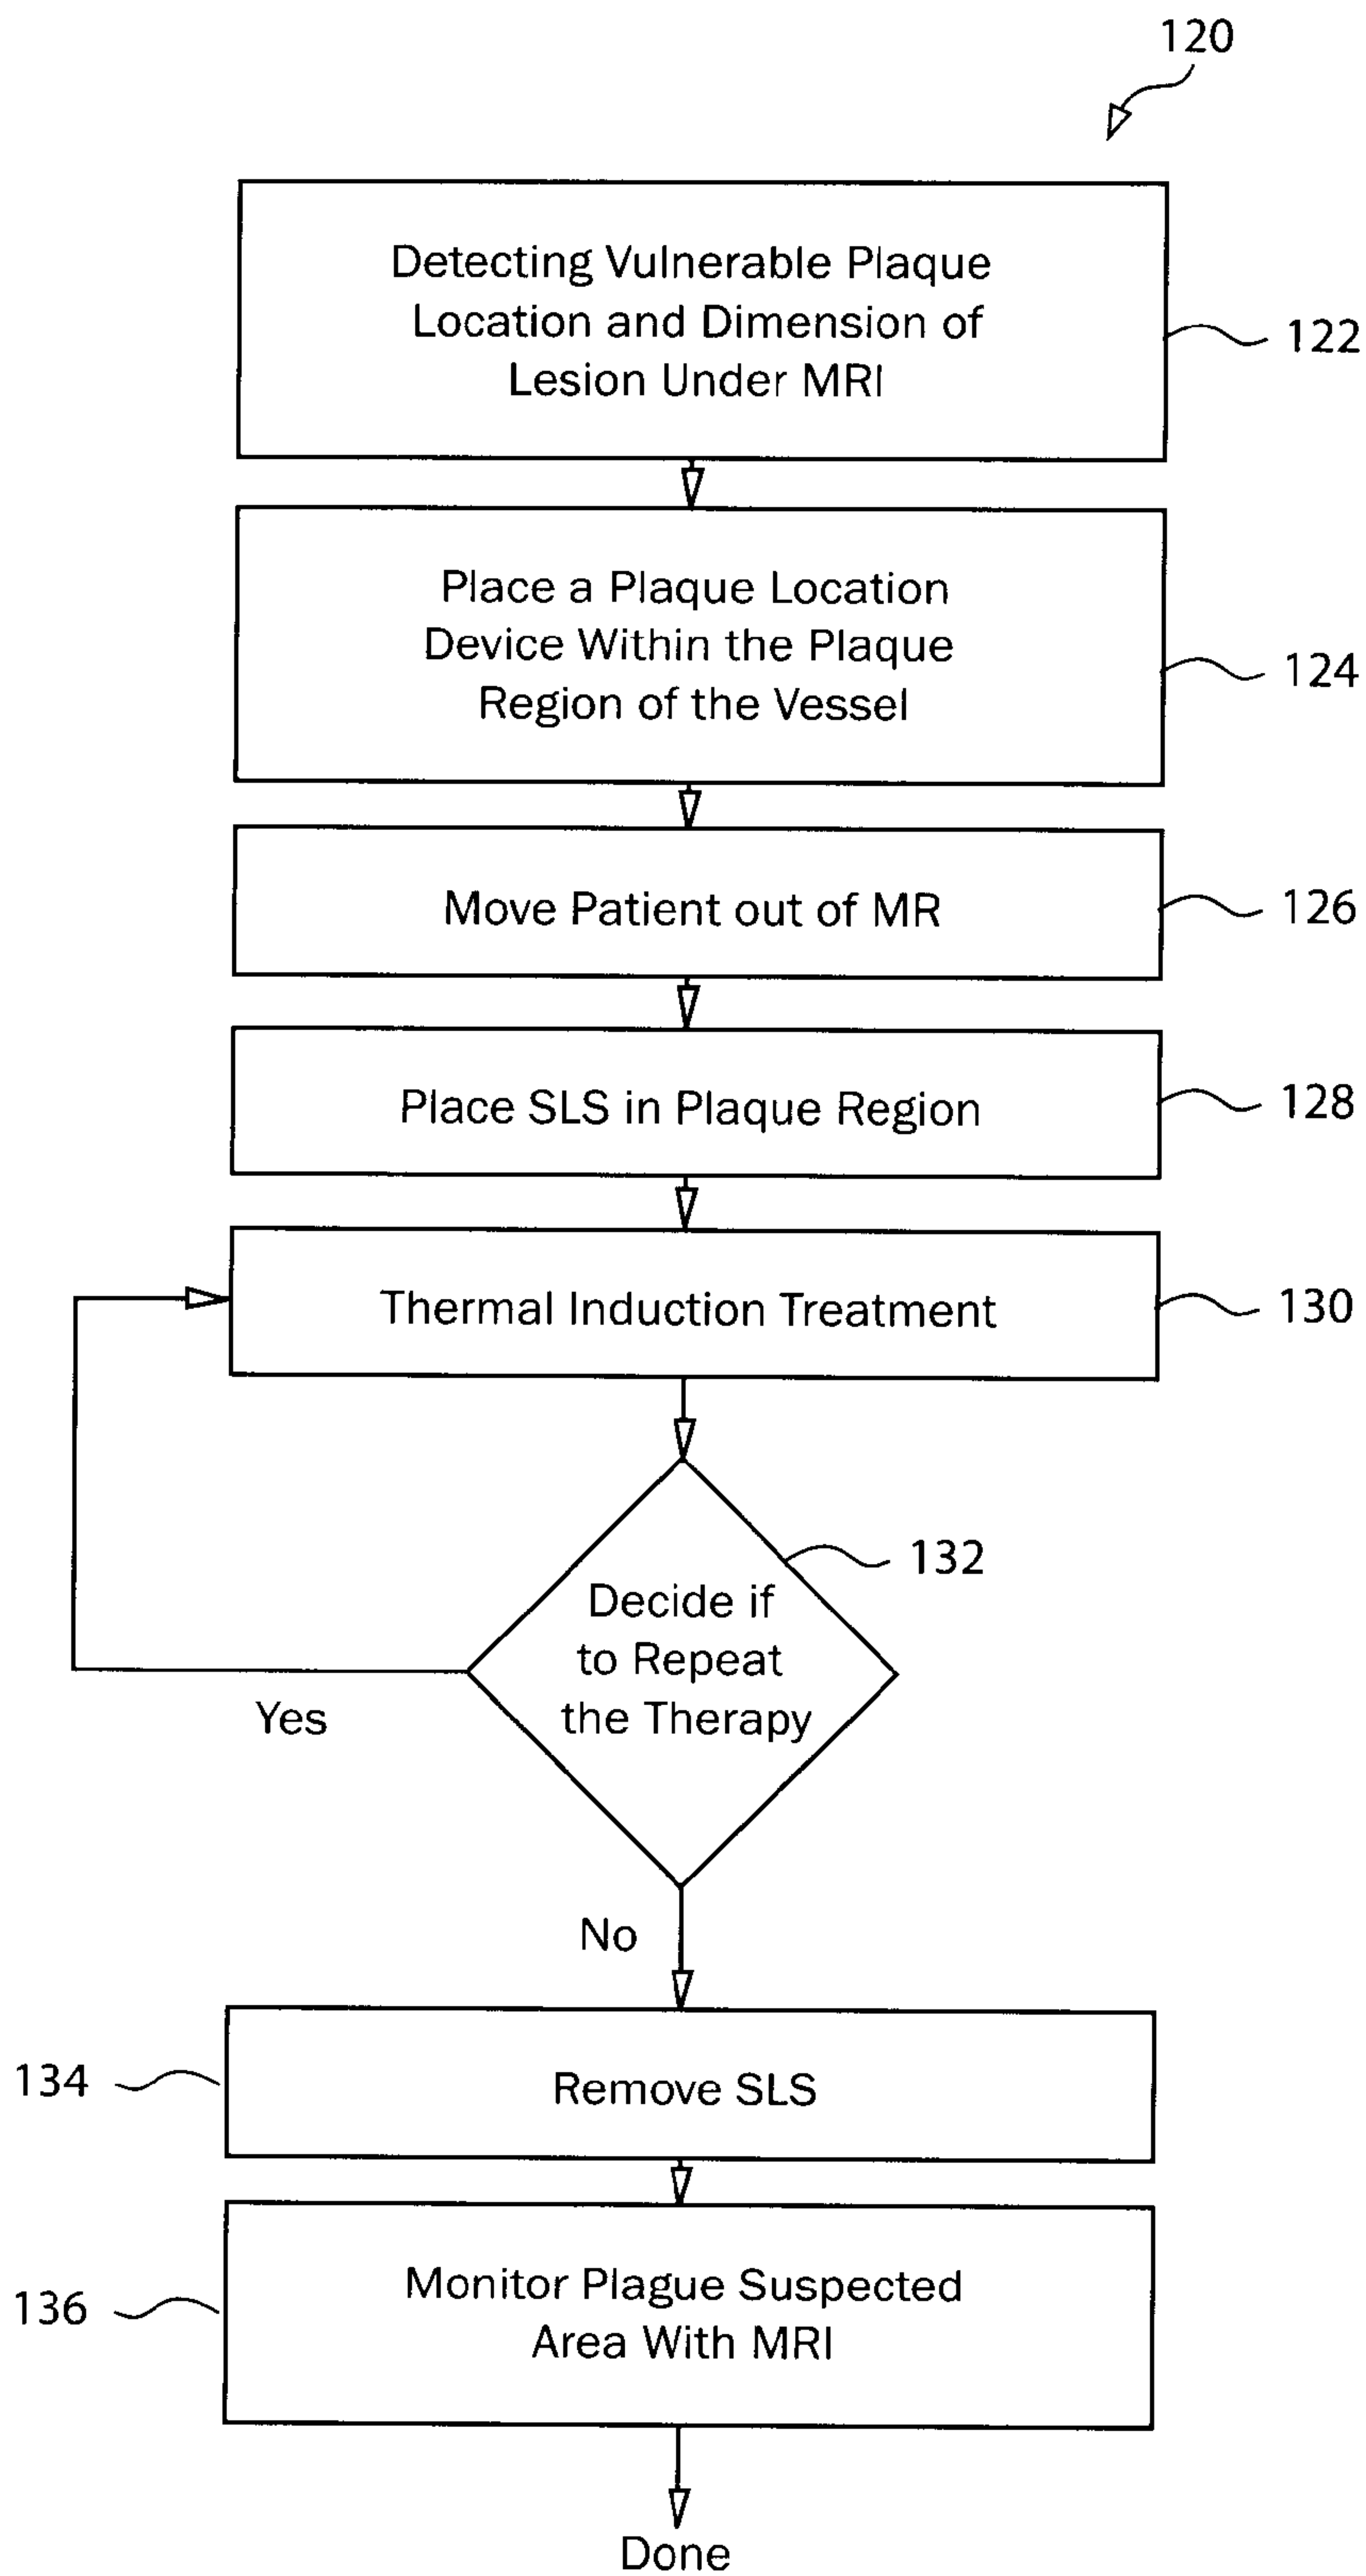 120
Detecting Vulnerable Plaque
Location and Dimension of
Lesion Under MRI
122
Place a Plaque Location
Device Within the Plaque
Region of the Vessel
124
Move Patient out of MR
126
Place SLS in Plaque Region
128
Thermal Induction Treatment
130
132
Decide if
to Repeat
the Therapy
Yes
No
134
Remove SLS
136
Monitor Plague Suspected
Area With MRI
Done